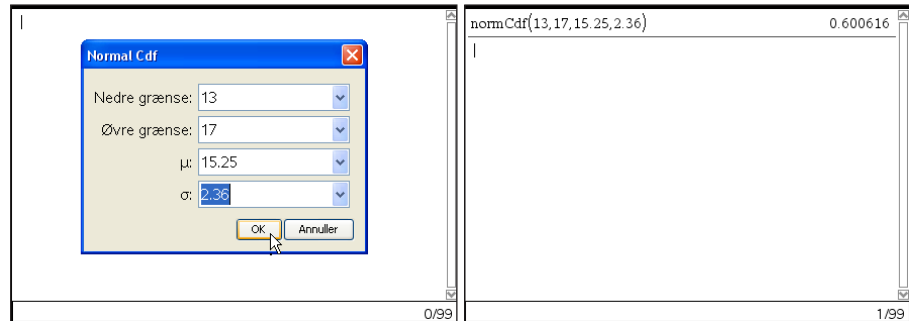 Normal Cdf
Nedre grænse: 13
Øvre grænse: 17
μ: 15.25
σ: 2.36
OK Annuller
0/99
normCdf(13,17,15.25,2.36) 0.600616
1/99